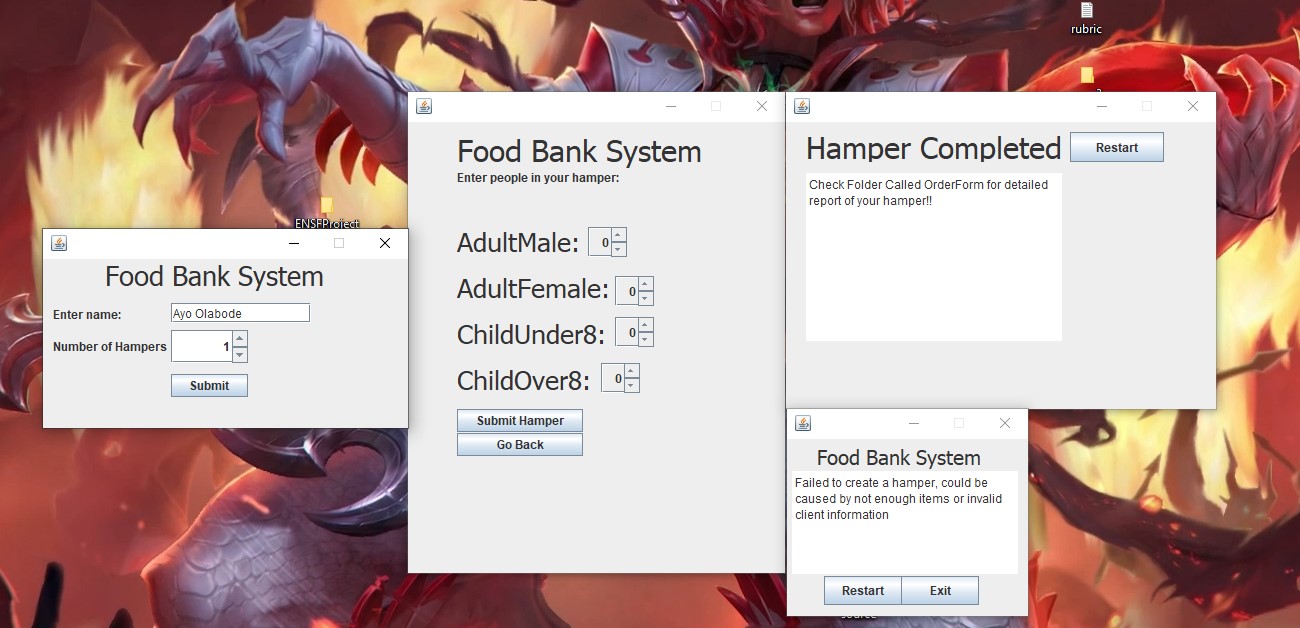 rubric
ENSFProject
Food Bank System
Enter name:
Ayo Olabode
Number of Hampers
1
Submit
Food Bank System
Enter people in your hamper:
AdultMale: 0
AdultFemale: 0
ChildUnder8: 0
ChildOver8: 0
Submit Hamper
Go Back
Hamper Completed
Restart
Check Folder Called OrderForm for detailed
report of your hamper!!
Food Bank System
Failed to create a hamper, could be
caused by not enough items or invalid
client information
Restart
Exit
source